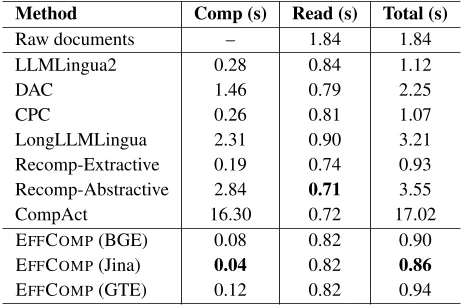 Method Comp (s) Read (s) Total (s)
Raw documents – 1.84 1.84
LLMLingua2 0.28 0.84 1.12
DAC 1.46 0.79 2.25
CPC 0.26 0.81 1.07
LongLLMLingua 2.31 0.90 3.21
Recomp-Extractive 0.19 0.74 0.93
Recomp-Abstractive 2.84 0.71 3.55
CompAct 16.30 0.72 17.02
EFFCOMP (BGE) 0.08 0.82 0.90
EFFCOMP (Jina) 0.04 0.82 0.86
EFFCOMP (GTE) 0.12 0.82 0.94